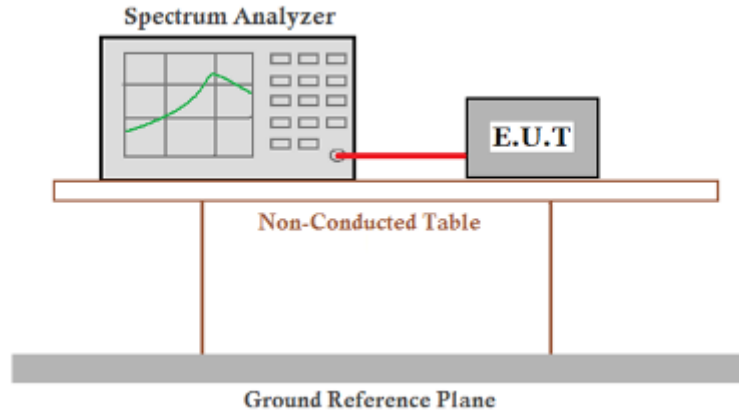 Spectrum Analyzer
E.U.T
Non-Conducted Table
Ground Reference Plane